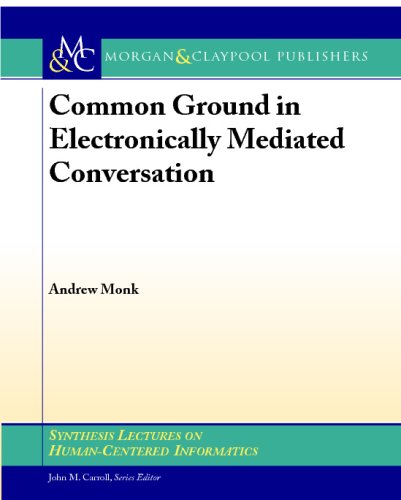 M
&C
MORGAN&CLAYPOOL PUBLISHERS
Common Ground in
Electronically Mediated
Conversation
Andrew Monk
SYNTHESIS LECTURES ON
HUMAN-CENTERED INFORMATICS
John M. Carroll, Series Editor